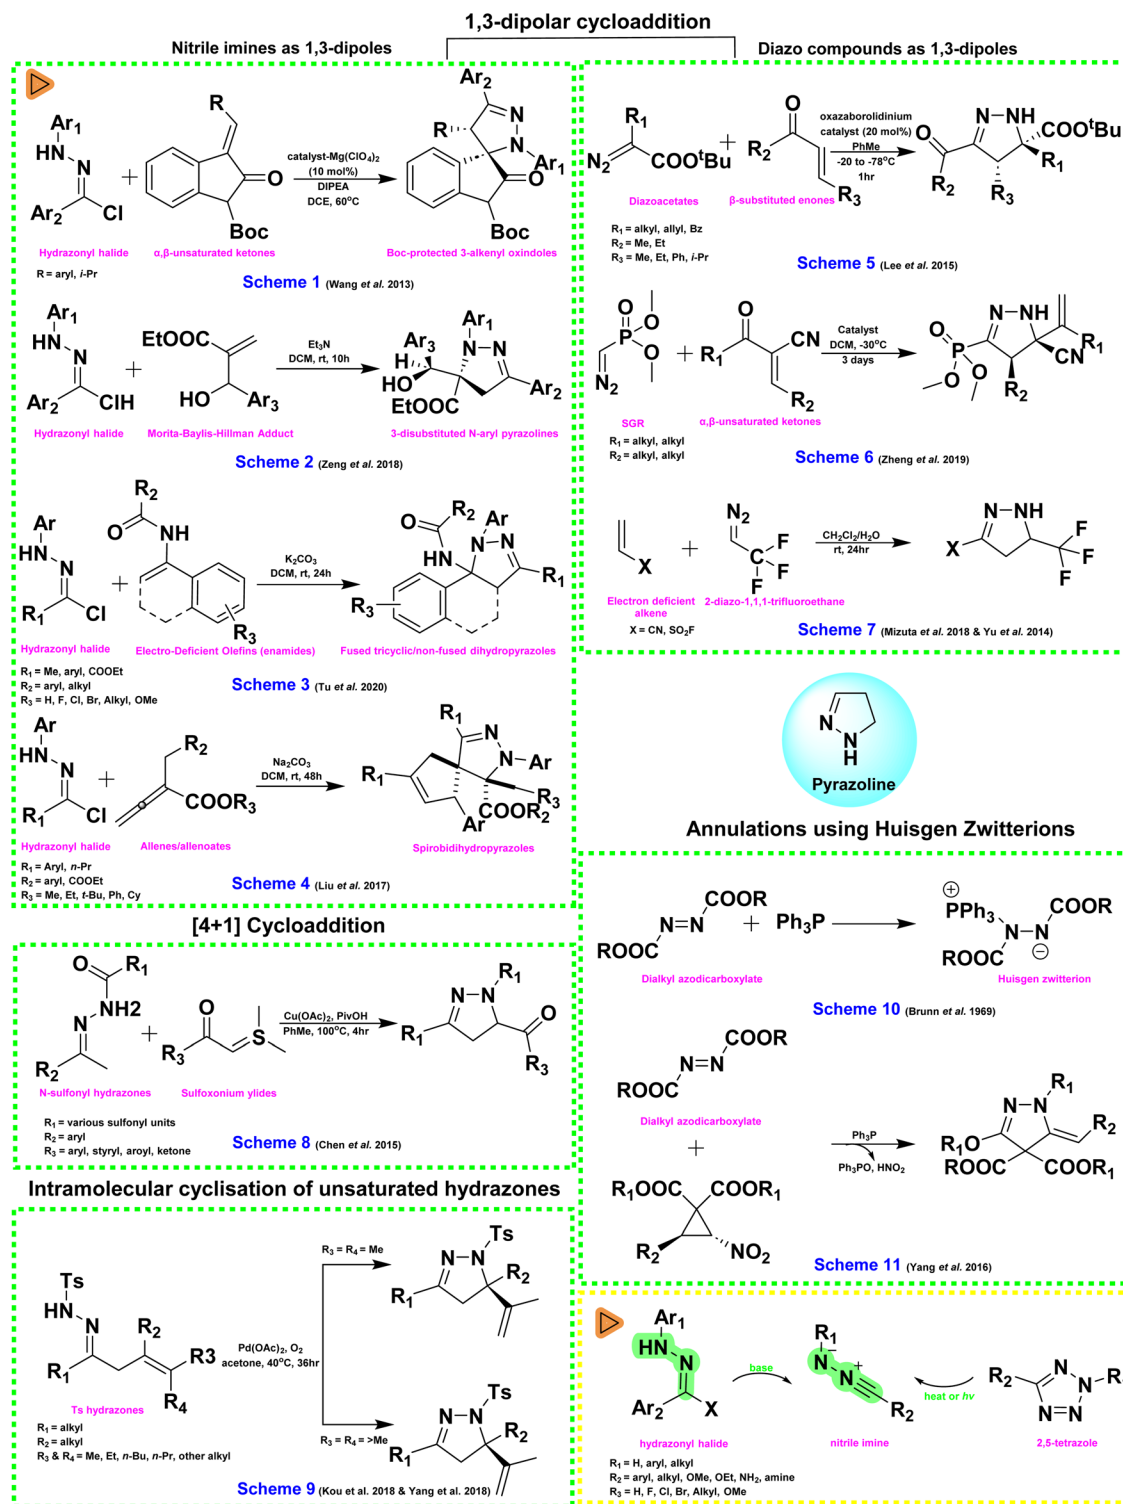 1,3-dipolar cycloaddition
Nitrile imines as 1,3-dipoles
Diazo compounds as 1,3-dipoles
Ar1
HN
N
Ar2
Cl
Hydrazonyl halide
R = aryl, i-Pr
+
R
O
Boc
α,β-unsaturated ketones
catalyst-Mg(ClO4)2
(10 mol%)
DIPEA
DCE, 60°C
Ar2
R
N
N
Ar1
O
Boc
Boc-protected 3-alkenyl oxindoles
Scheme 1 (Wang et al. 2013)
Ar1
HN
N
Ar2
ClH
Hydrazonyl halide
+
EtOOC
HO
Ar3
Morita-Baylis-Hillman Adduct
Et3N
DCM, rt, 10h
Ar1
Ar3
N
N
H
HO
EtOOC
Ar2
3-disubstituted N-aryl pyrazolines
Scheme 2 (Zeng et al. 2018)
Ar
HN
N
R1
Cl
Hydrazonyl halide
+
R2
O
NH
R3
Electro-Deficient Olefins (enamides)
K2CO3
DCM, rt, 24h
R2
O
Ar
HN
N
N
R1
R3
Fused tricyclic/non-fused dihydropyrazoles
R1 = Me, aryl, COOEt
R2 = aryl, alkyl
R3 = H, F, Cl, Br, Alkyl, OMe
Scheme 3 (Tu et al. 2020)
Ar
HN
N
R1
Cl
Hydrazonyl halide
+
R2
COOR3
Allenes/allenoates
Na2CO3
DCM, rt, 48h
R1
N
N
Ar
R1
R3
COOR2
Ar
Spirobidihydropyrazoles
R1 = Aryl, n-Pr
R2 = aryl, COOEt
R3 = Me, Et, t-Bu, Ph, Cy
Scheme 4 (Liu et al. 2017)
R1
N2
COOtBu
Diazoacetates
+
O
R2
R3
β-substituted enones
oxazaborolidinium
catalyst (20 mol%)
PhMe
-20 to -78°C
1hr
N
NH
O
COOtBu
R1
R2
R3
R1 = alkyl, allyl, Bz
R2 = Me, Et
R3 = Me, Et, Ph, i-Pr
Scheme 5 (Lee et al. 2015)
O
P
O
O
N2
SGR
+
O
CN
R1
R2
α,β-unsaturated ketones
Catalyst
DCM, -30°C
3 days
N
NH
O
P
R1
CN
O
O
R2
R1 = alkyl, alkyl
R2 = alkyl, alkyl
Scheme 6 (Zheng et al. 2019)
X
Electron deficient
alkene
X = CN, SO2F
+
N2
C
F
F
F
2-diazo-1,1,1-trifluoroethane
CH2Cl2/H2O
rt, 24hr
N
NH
X
F
F
F
Scheme 7 (Mizuta et al. 2018 & Yu et al. 2014)
N
N
H
Pyrazoline
[4+1] Cycloaddition
O
R1
NH2
N
R2
N-sulfonyl hydrazones
+
O
R3
S
Sulfoxonium ylides
Cu(OAc)2, PivOH
PhMe, 100°C, 4hr
R1
N
N
R1
O
R3
R1 = various sulfonyl units
R2 = aryl
R3 = aryl, styryl, aroyl, ketone
Scheme 8 (Chen et al. 2015)
Intramolecular cyclisation of unsaturated hydrazones
Ts
HN
N
R2
R1
R3
R4
Ts hydrazones
R1 = alkyl
R2 = alkyl
R3 & R4 = Me, Et, n-Bu, n-Pr, other alkyl
Pd(OAc)2, O2
acetone, 40°C, 36hr
R3 = R4 = Me
Ts
N
N
R2
R1
R3 = R4 = >Me
Ts
N
N
R2
R1
Scheme 9 (Kou et al. 2018 & Yang et al. 2018)
Annulations using Huisgen Zwitterions
COOR
N=N
ROOC
Dialkyl azodicarboxylate
+ Ph3P
+
PPh3
COOR
N
N
ROOC
−
Huisgen zwitterion
Scheme 10 (Brunn et al. 1969)
COOR
N=N
ROOC
Dialkyl azodicarboxylate
+
R1OOC
COOR1
R2
NO2
Ph3P
Ph3PO, HNO2
R1
N
N
R1O
R2
ROOC
COOR1
Scheme 11 (Yang et al. 2016)
Ar1
HN
N
Ar2
X
hydrazonyl halide
base
R1
−
N
N
+
R2
nitrile imine
heat or hv
R2
N
N
N=N
2,5-tetrazole
R1 = H, aryl, alkyl
R2 = aryl, alkyl, OMe, OEt, NH2, amine
R3 = H, F, Cl, Br, Alkyl, OMe